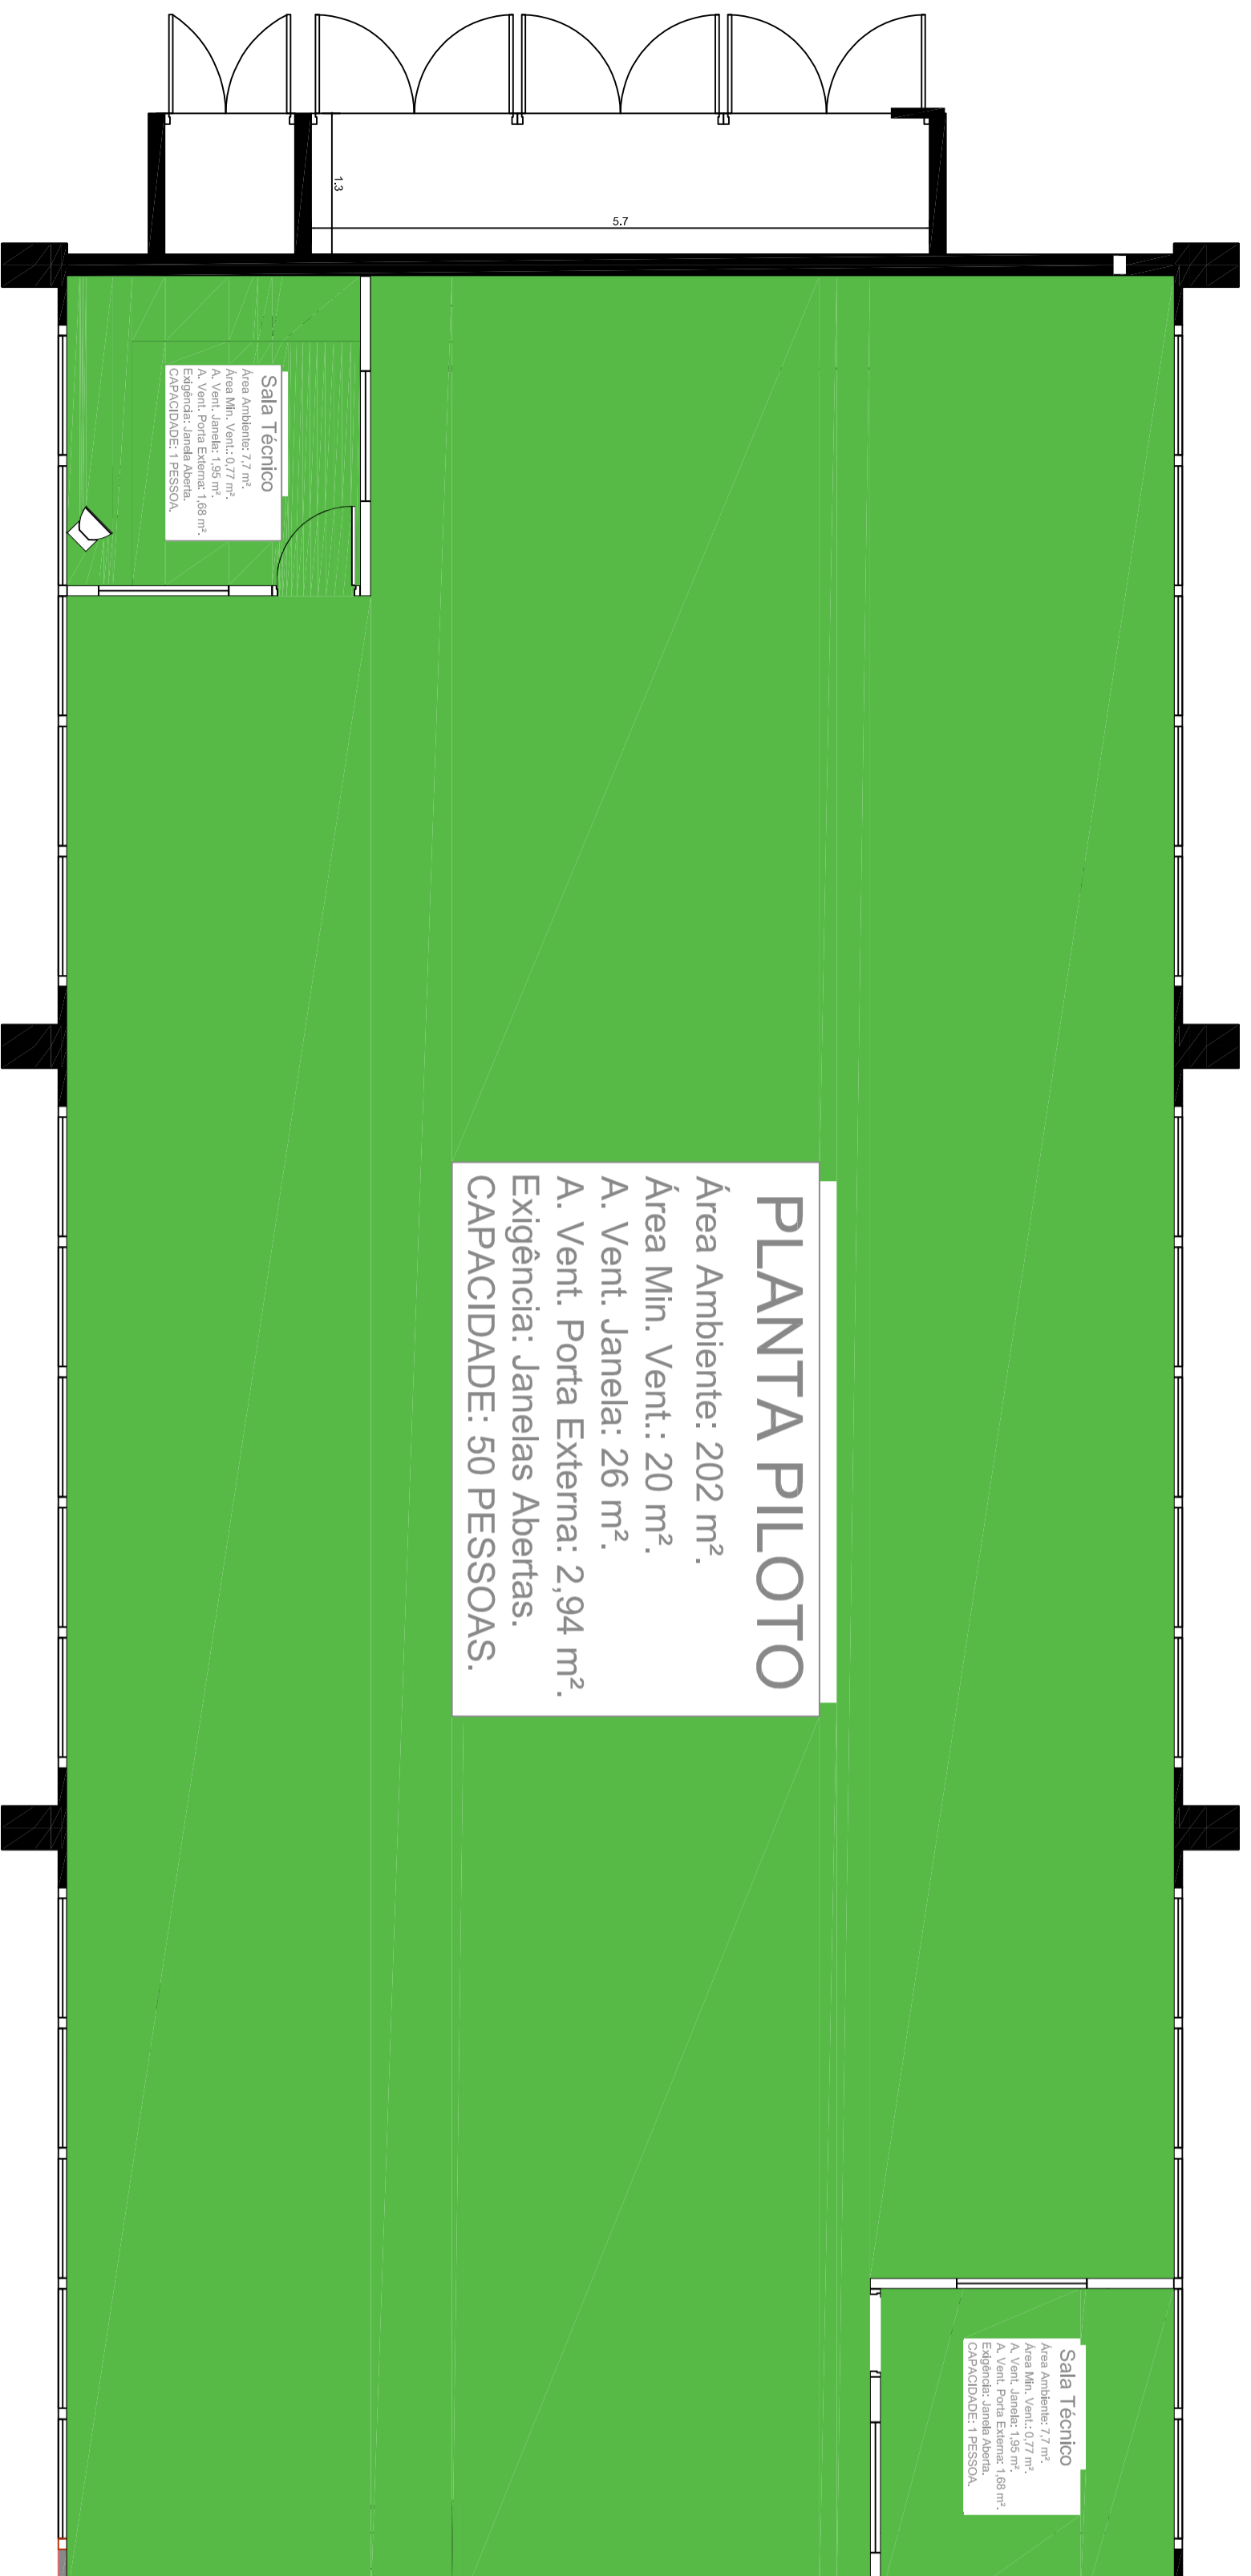 1.3
5.7
Sala Técnico
Área Ambiente: 7,7 m².
Área Min. Vent.: 0,77 m².
A. Vent. Janela: 1,95 m².
A. Vent. Porta Externa: 1,68 m².
Exigência: Janela Aberta.
CAPACIDADE: 1 PESSOA.
PLANTA PILOTO
Área Ambiente: 202 m².
Área Min. Vent.: 20 m².
A. Vent. Janela: 26 m².
A. Vent. Porta Externa: 2,94 m².
Exigência: Janelas Abertas.
CAPACIDADE: 50 PESSOAS.
Sala Técnico
Área Ambiente: 7,7 m².
Área Min. Vent.: 0,77 m².
A. Vent. Janela: 1,95 m².
A. Vent. Porta Externa: 1,68 m².
Exigência: Janela Aberta.
CAPACIDADE: 1 PESSOA.